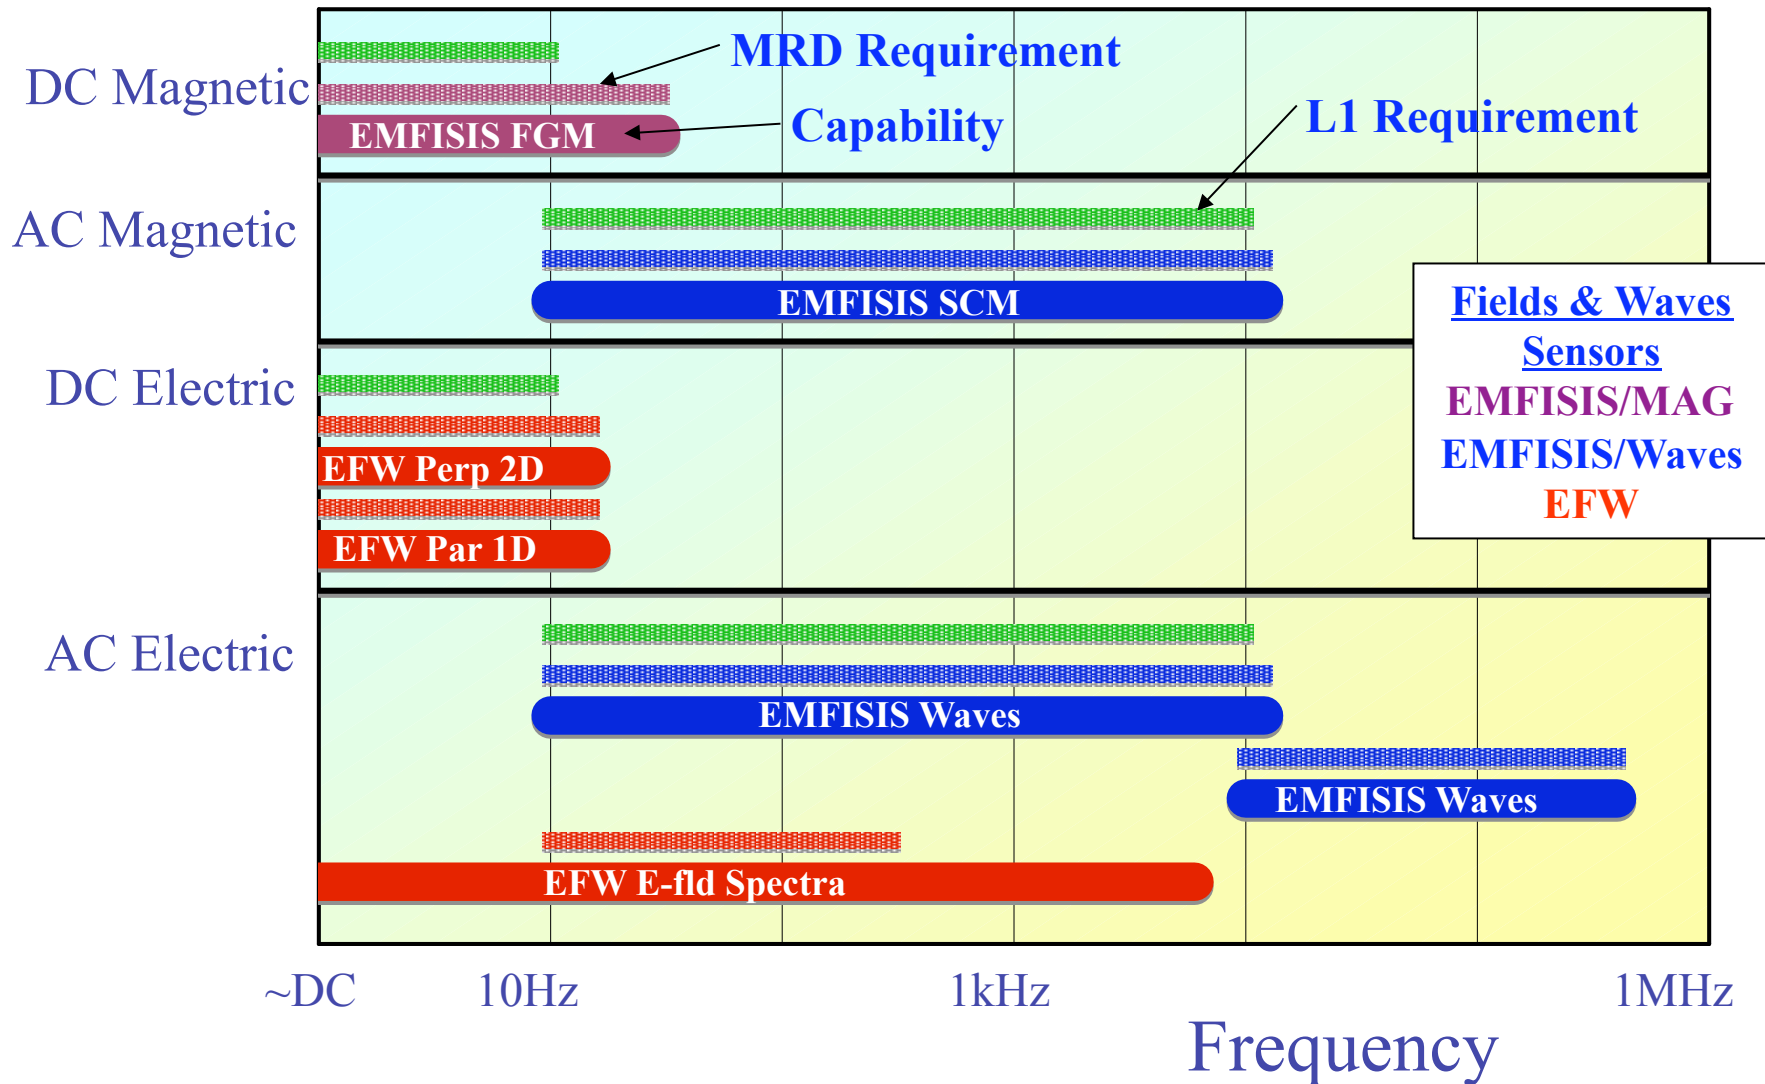 DC Magnetic
MRD Requirement
EMFISIS FGM
Capability
L1 Requirement
AC Magnetic
EMFISIS SCM
Fields & Waves
Sensors
EMFISIS/MAG
EMFISIS/Waves
EFW
DC Electric
EFW Perp 2D
EFW Par 1D
AC Electric
EMFISIS Waves
EMFISIS Waves
EFW E-fld Spectra
~DC 10Hz 1kHz 1MHz
Frequency